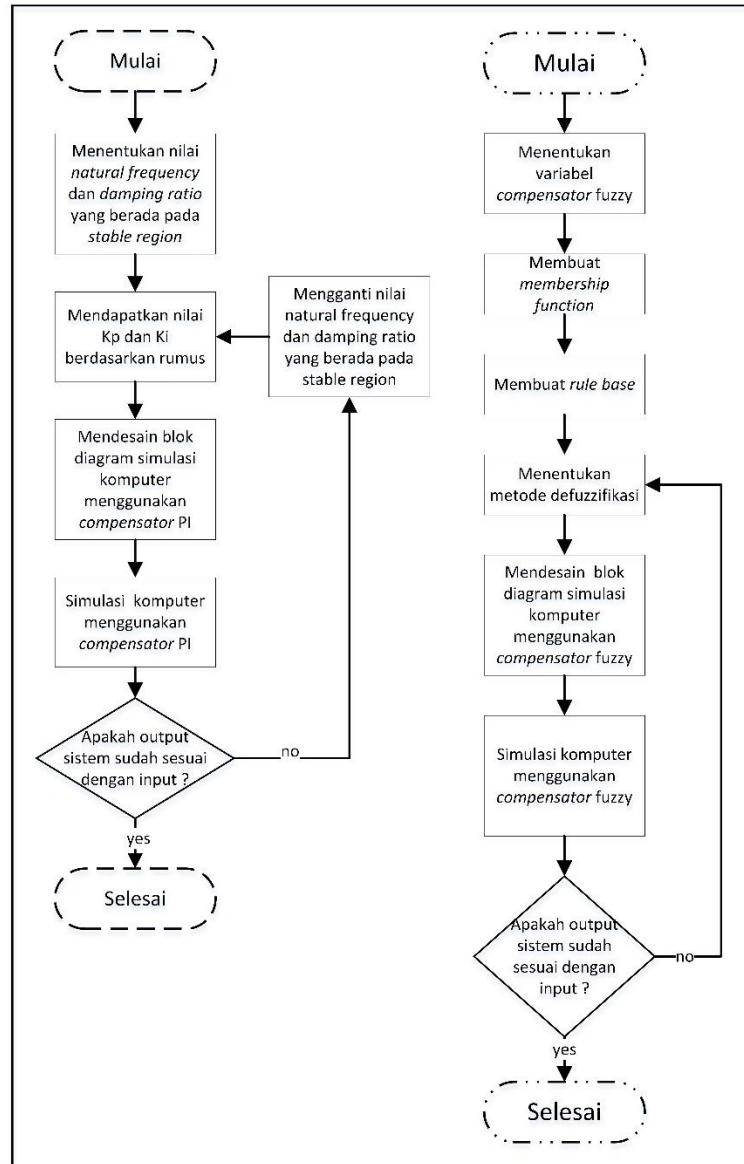 Mulai
Menentukan nilai
natural frequency
dan damping ratio
yang berada pada
stable region
Mendapatkan nilai
Kp dan Ki
berdasarkan rumus
Mengganti nilai
natural frequency
dan damping ratio
yang berada pada
stable region
Mendesain blok
diagram simulasi
komputer
menggunakan
compensator PI
Simulasi komputer
menggunakan
compensator PI
Apakah output
sistem sudah sesuai
dengan input ?
no
yes
Selesai
Mulai
Menentukan
variabel
compensator fuzzy
Membuat
membership
function
Membuat rule base
Menentukan
metode defuzzifikasi
Mendesain blok
diagram simulasi
komputer
menggunakan
compensator fuzzy
Simulasi komputer
menggunakan
compensator fuzzy
Apakah output
sistem sudah
sesuai dengan
input ?
no
yes
Selesai